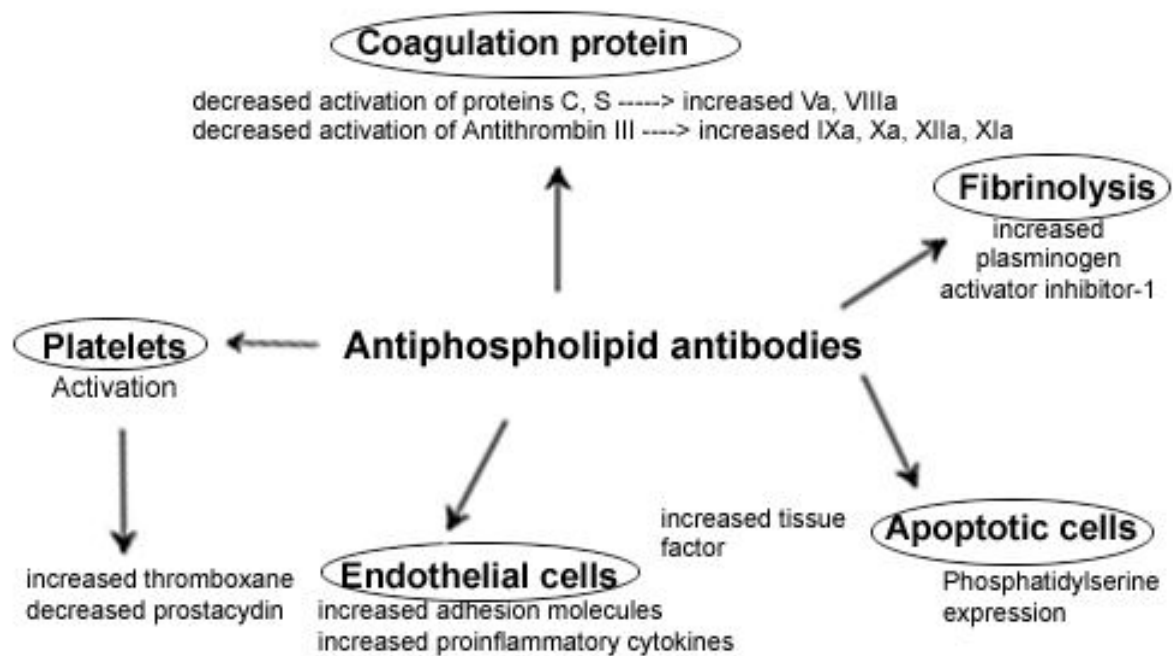 Coagulation protein
decreased activation of proteins C, S -----> increased Va, VIIIa
decreased activation of Antithrombin III ----> increased IXa, Xa, XIIa, XIa
Fibrinolysis
increased
plasminogen
activator inhibitor-1
Antiphospholipid antibodies
Platelets
Activation
increased thromboxane
decreased prostacydin
Endothelial cells
increased adhesion molecules
increased proinflammatory cytokines
increased tissue
factor
Apoptotic cells
Phosphatidylserine
expression